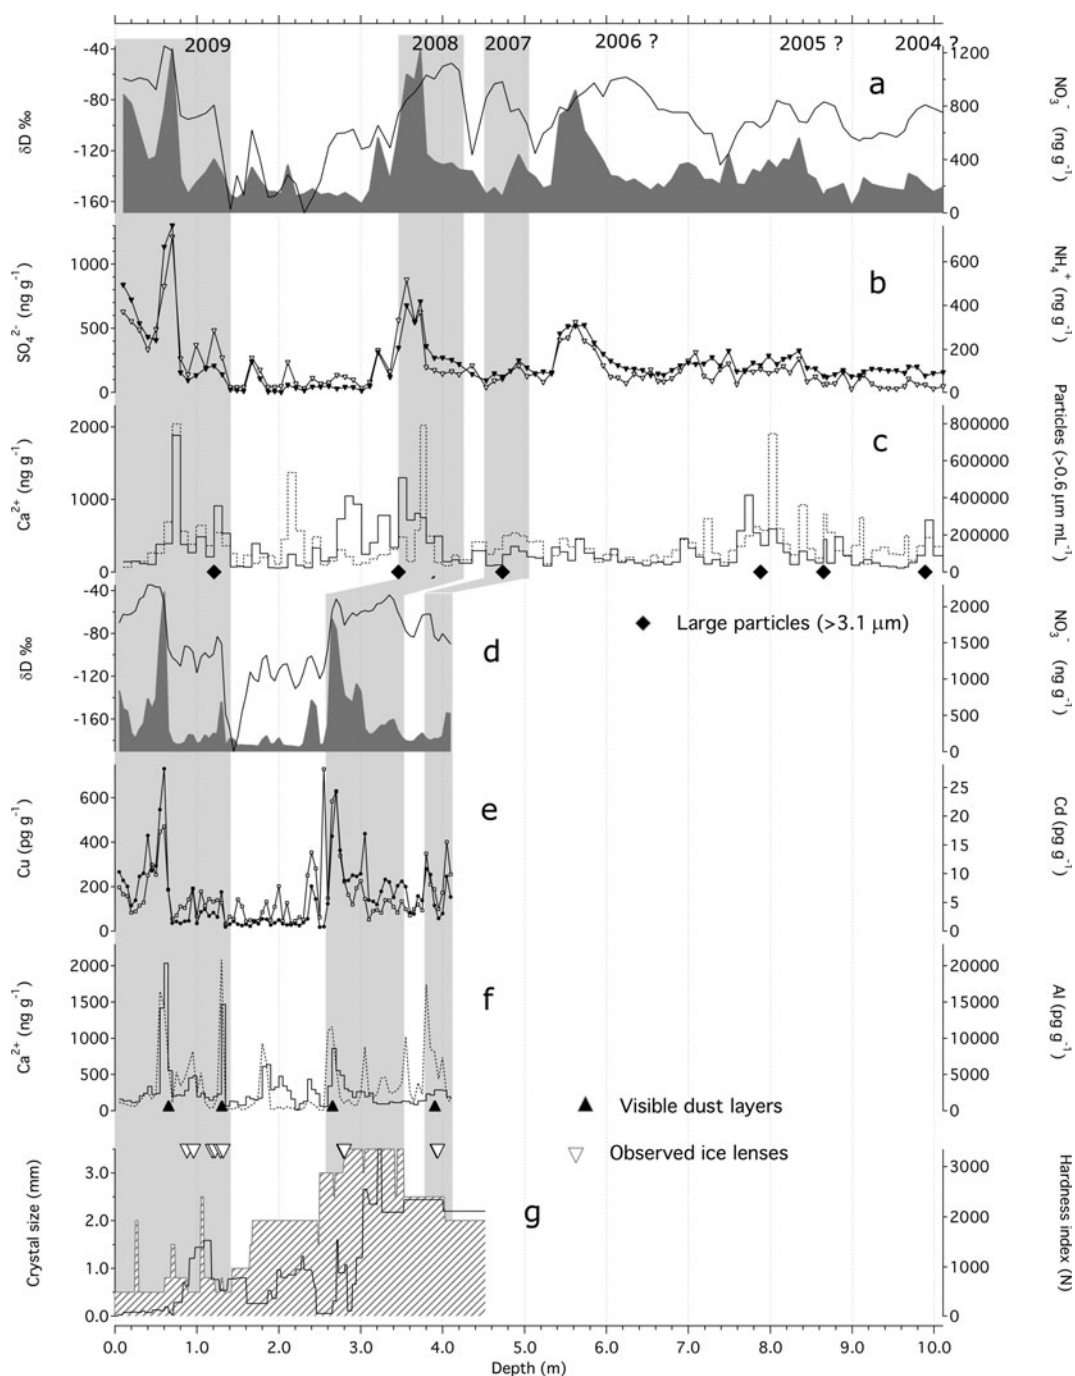 2009 2008 2007 2006 ? 2005 ? 2004 ?
a
δD ‰
-40
-80
-120
-160
NO3- (ng g-1)
1200
800
400
0
b
SO42- (ng g-1)
1000
500
0
NH4+ (ng g-1)
600
400
200
0
c
Ca2+ (ng g-1)
2000
1000
0
Particles (>0.6 μm mL-1)
800000
600000
400000
200000
0
Large particles (>3.1 μm)
d
δD ‰
-40
-80
-120
-160
NO3- (ng g-1)
2000
1500
1000
500
0
e
Cu (pg g-1)
600
400
200
0
Cd (pg g-1)
25
20
15
10
5
0
f
Ca2+ (ng g-1)
2000
1500
1000
500
0
Al (pg g-1)
20000
15000
10000
5000
0
Visible dust layers
Observed ice lenses
g
Crystal size (mm)
3.0
2.0
1.0
0.0
Hardness index (N)
3000
2000
1000
0
0.0 1.0 2.0 3.0 4.0 5.0 6.0 7.0 8.0 9.0 10.0
Depth (m)